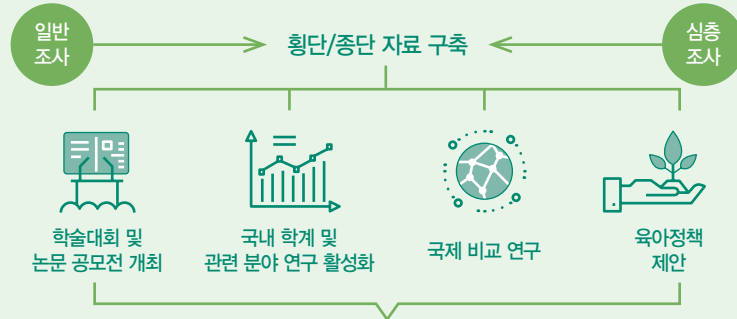 일반
조사
횡단/종단 자료 구축
심층
조사
학술대회 및
논문 공모전 개최
국내 학계 및
관련 분야 연구 활성화
국제 비교 연구
육아정책
제안